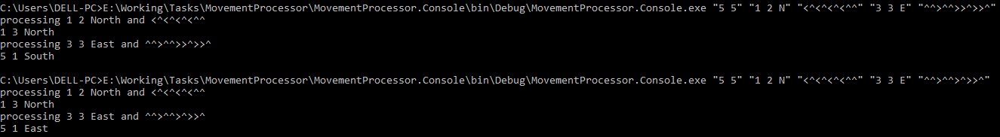 C:\Users\DELL-PC>E:\Working\Tasks\MovementProcessor\MovementProcessor.Console\bin\Debug\MovementProcessor.Console.exe "5 5" "1 2 N" "<^<^<^<^^" "3 3 E" "^^>^^>>^>>^"
processing 1 2 North and <^<^<^<^^
1 3 North
processing 3 3 East and ^^>^^>>^>>^
5 1 South
C:\Users\DELL-PC>E:\Working\Tasks\MovementProcessor\MovementProcessor.Console\bin\Debug\MovementProcessor.Console.exe "5 5" "1 2 N" "<^<^<^<^^" "3 3 E" "^^>^^>^>>^"
processing 1 2 North and <^<^<^<^^
1 3 North
processing 3 3 East and ^^>^^>^>>^
5 1 East